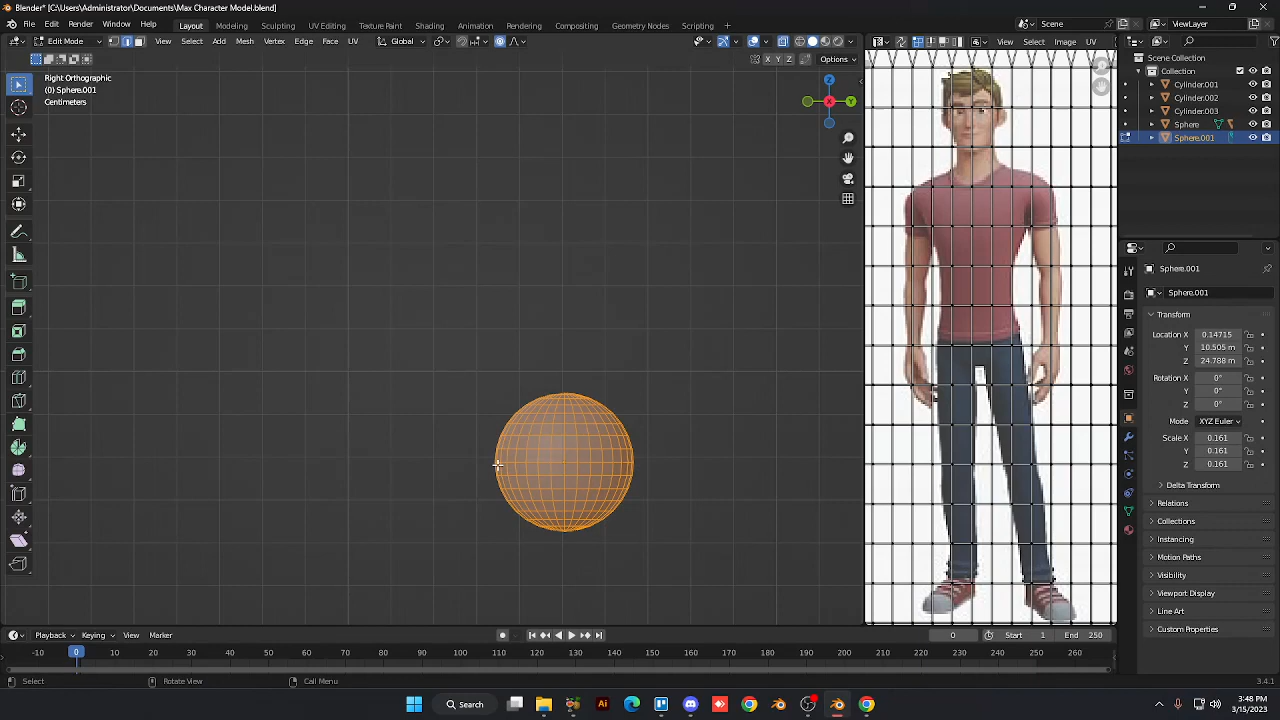 Blender* [C:\Users\Administrator\Documents\Max Character Model.blend]
File Edit Render Window Help Layout Modeling Sculpting UV Editing Texture Paint Shading Animation Rendering Compositing Geometry Nodes Scripting Scene ViewLayer
Edit Mode View Select Add Mesh Vertex Edge Face UV Global View Select Image UV
X Y Z Options
Right Orthographic
(0) Sphere.001
Centimeters
Z
X
Y
Scene Collection
Collection
Cylinder.001
Cylinder.002
Sphere
Sphere.001
Sphere.001
Sphere.001
Transform
Location X 0.14715
Y 10.505 m
Z 24.788 m
Rotation X 0°
Y 0°
Z 0°
Mode XYZ Euler
Scale X 0.161
Y 0.161
Z 0.161
Delta Transform
Relations
Collections
Instancing
Motion Paths
Visibility
Viewport Display
Line Art
Custom Properties
Playback Keying View Marker 0 Start 1 End 250
-10 0 10 20 30 40 50 60 70 80 90 100 110 120 130 140 150 160 170 180 190 200 210 220 230 240 250 260
Select Rotate View Call Menu 3.4.1
Search
Ai
3:48 PM
3/15/2023